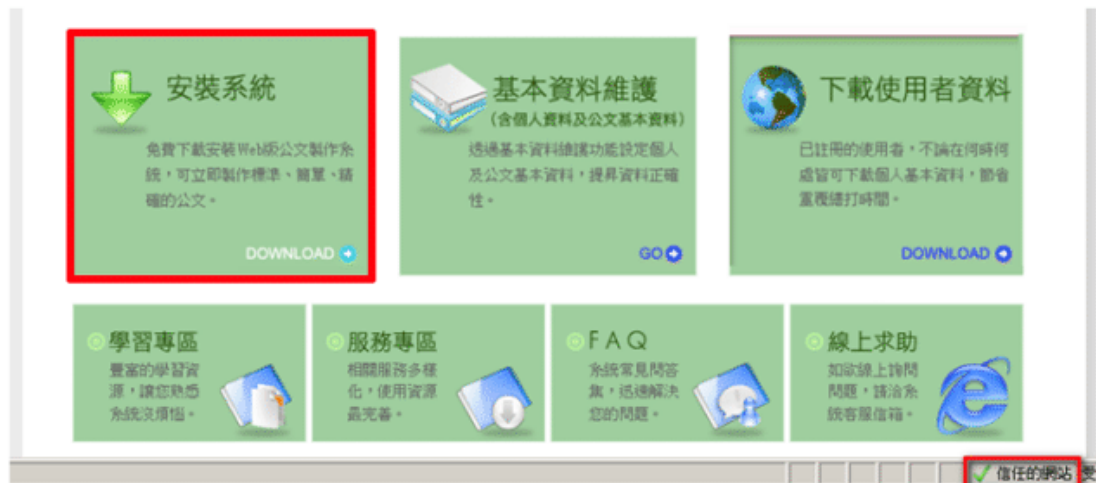 安裝系統
免費下載安裝Web版公文製作系
統，可立即製作標準、簡單、精
確的公文。
DOWNLOAD
基本資料維護
(含個人資料及公文基本資料)
透過基本資料維護功能設定個人
及公文基本資料，提昇資料正確
性。
GO
下載使用者資料
已註冊的使用者，不論在何時何
處皆可下載個人基本資料，節省
重覆繕打時間。
DOWNLOAD
學習專區
豐富的學習資
源，讓您熟悉
系統沒煩惱。
服務專區
相關服務多樣
化，使用資源
最完善。
FAQ
系統常見問答
集，迅速解決
您的問題。
線上求助
如欲線上詢問
問題，請洽系
統客服信箱。
信任的網站 受